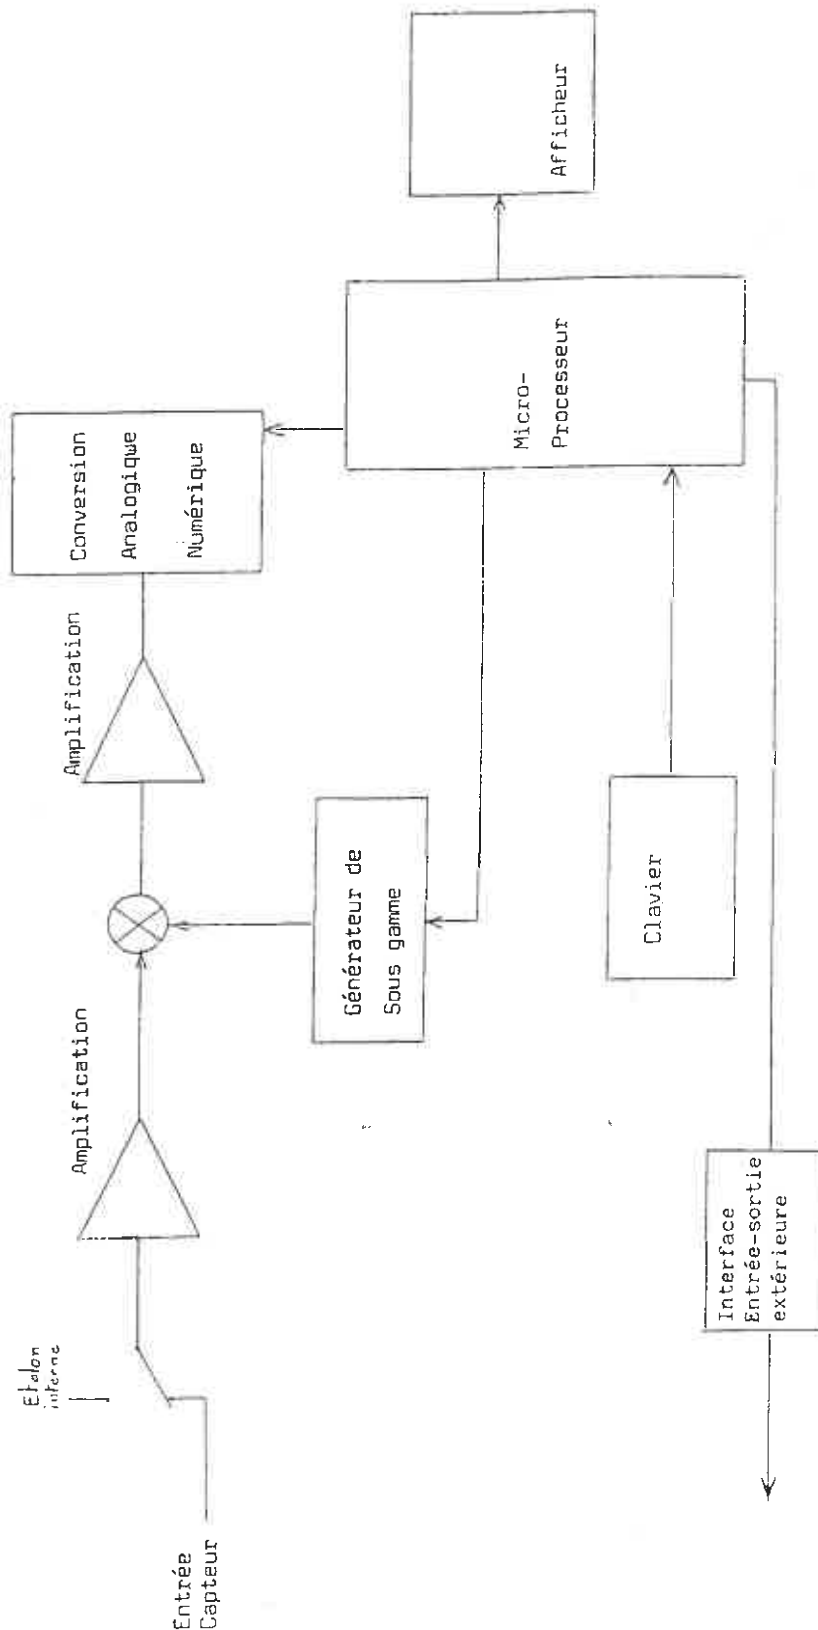 Etalon
interne
Entrée
Capteur
Amplification
Amplification
Conversion
Analogique
Numérique
Générateur de
Sous gamme
Micro-
Processeur
Afficheur
Clavier
Interface
Entrée-sortie
extérieure